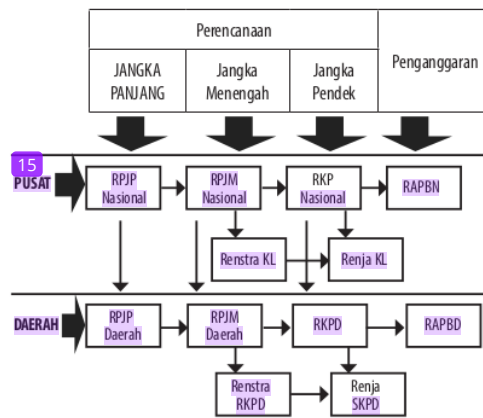 Perencanaan
Penganggaran
JANGKA
PANJANG
Jangka
Menengah
Jangka
Pendek
15
PUSAT
RPJP
Nasional
RPJM
Nasional
RKP
Nasional
RAPBN
Renstra KL
Renja KL
DAERAH
RPJP
Daerah
RPJM
Daerah
RKPD
RAPBD
Renstra
RKPD
Renja
SKPD